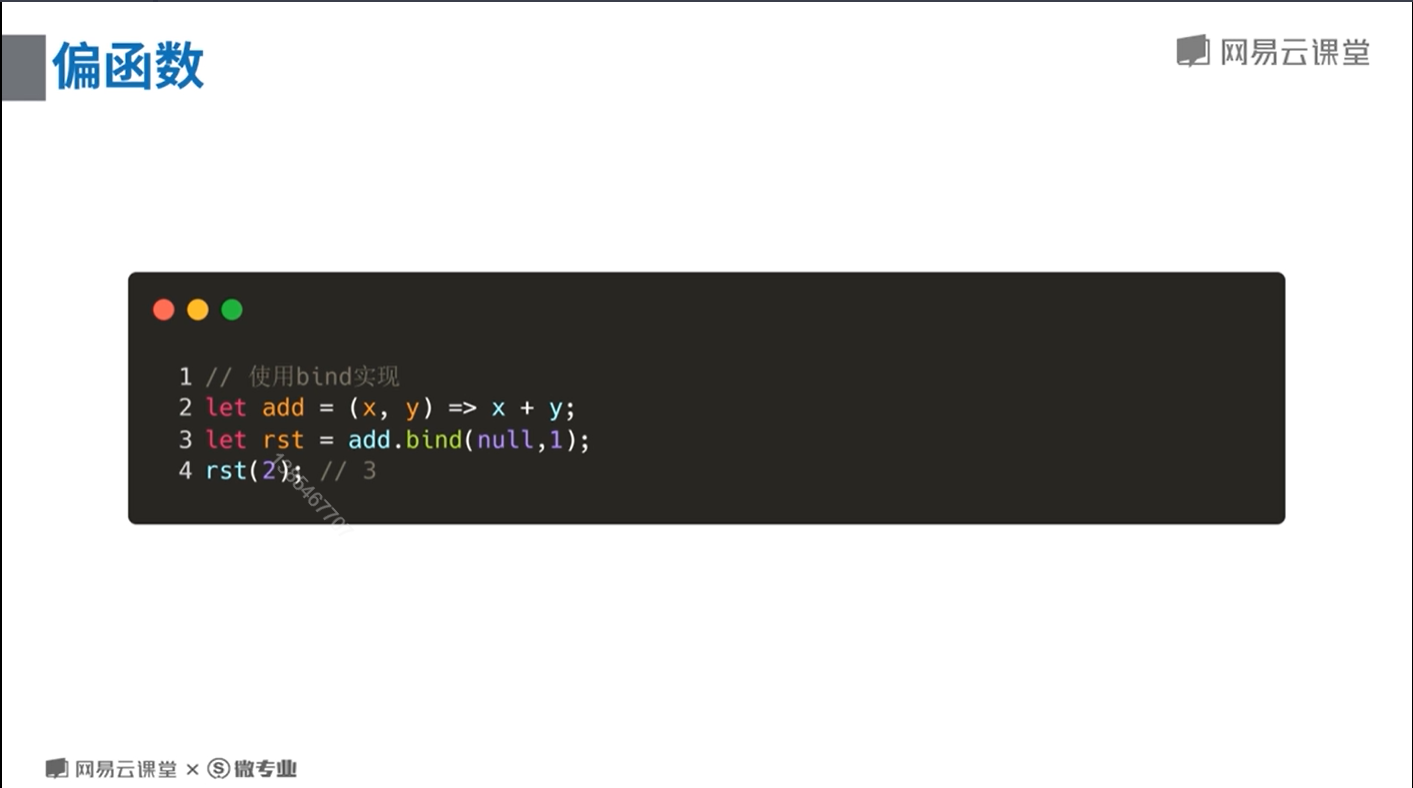 偏函数
网易云课堂
1 // 使用bind实现
2 let add = (x, y) => x + y;
3 let rst = add.bind(null,1);
4 rst(2); // 3
网易云课堂 × S 微专业